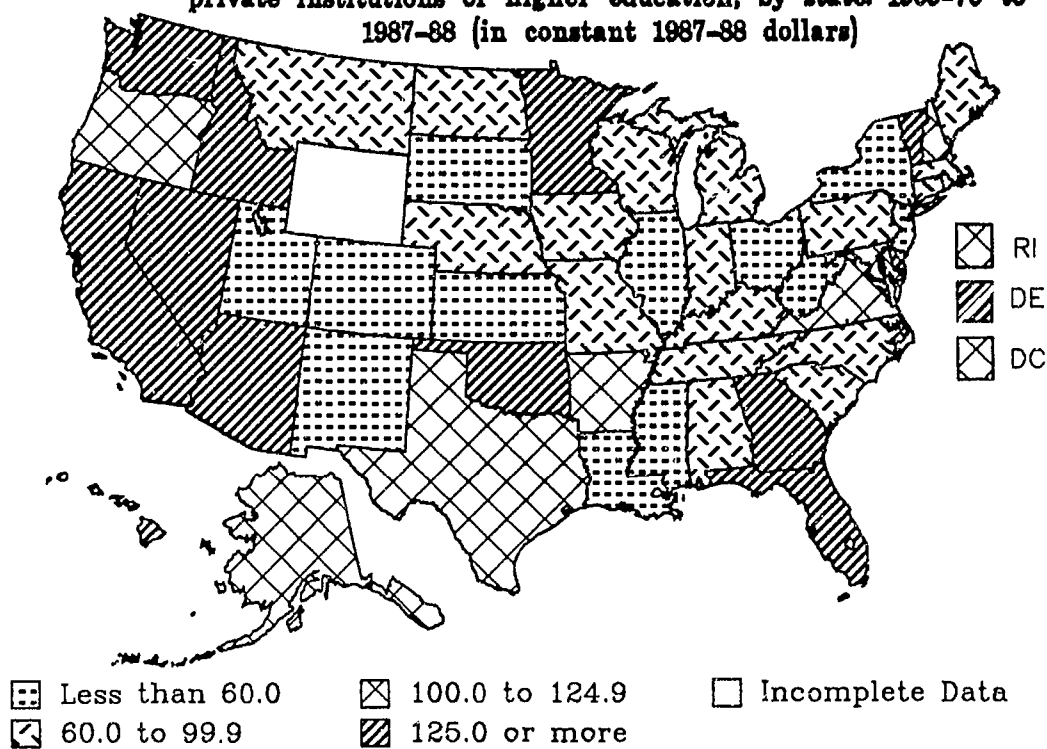 private institutions of higher education, by state: to
1987–88 (in constant 1987–88 dollars)
RI
DE
DC
Less than 60.0
60.0 to 99.9
100.0 to 124.9
125.0 or more
Incomplete Data